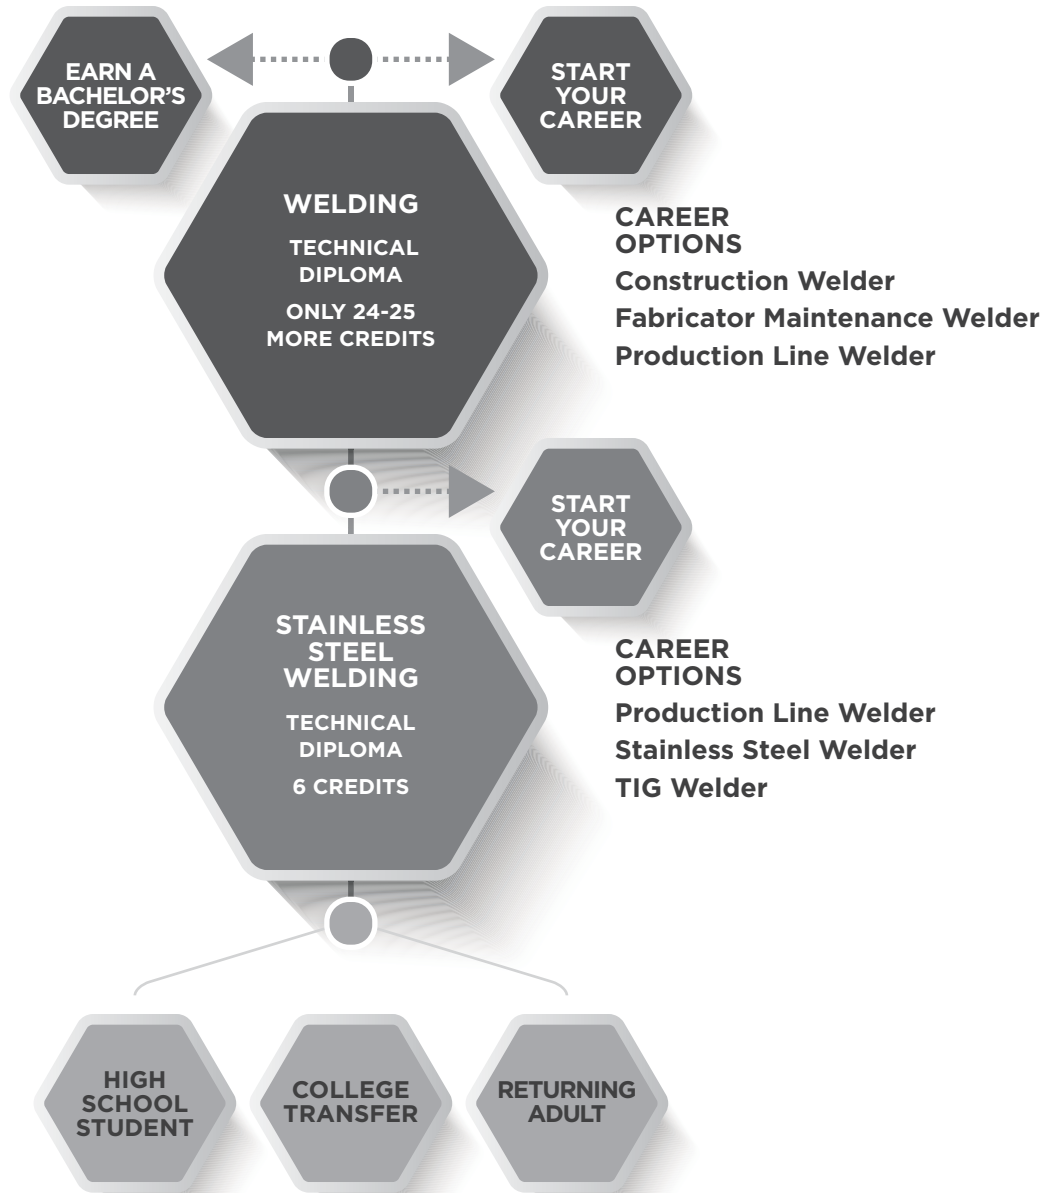 EARN A
BACHELOR'S
DEGREE
START
YOUR
CAREER
WELDING
TECHNICAL
DIPLOMA
ONLY 24-25
MORE CREDITS
CAREER
OPTIONS
Construction Welder
Fabricator Maintenance Welder
Production Line Welder
START
YOUR
CAREER
STAINLESS
STEEL
WELDING
TECHNICAL
DIPLOMA
6 CREDITS
CAREER
OPTIONS
Production Line Welder
Stainless Steel Welder
TIG Welder
HIGH
SCHOOL
STUDENT
COLLEGE
TRANSFER
RETURNING
ADULT